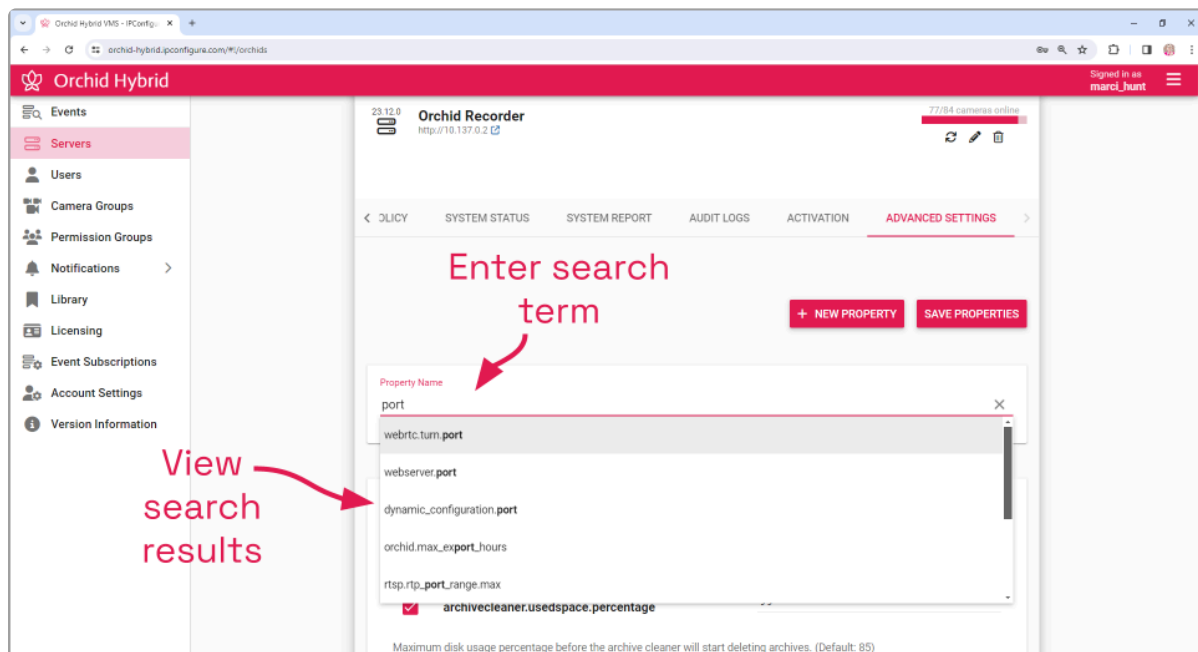 Orchid Hybrid VMS - IPConfigu
orchid-hybrid.ipconfigure.com/#!/orchids
Orchid Hybrid
Signed in as
marci_hunt
Events
Servers
Users
Camera Groups
Permission Groups
Notifications
Library
Licensing
Event Subscriptions
Account Settings
Version Information
23.12.0
Orchid Recorder
http://10.137.0.2
77/84 cameras online
OLICY SYSTEM STATUS SYSTEM REPORT AUDIT LOGS ACTIVATION ADVANCED SETTINGS
Enter search
term
+ NEW PROPERTY SAVE PROPERTIES
Property Name
port
webrtc.turn.port
webserver.port
dynamic_configuration.port
orchid.max_export_hours
rtsp.rtp_port_range.max
View
search
results
archivecleaner.usedspace.percentage
Maximum disk usage percentage before the archive cleaner will start deleting archives. (Default: 85)